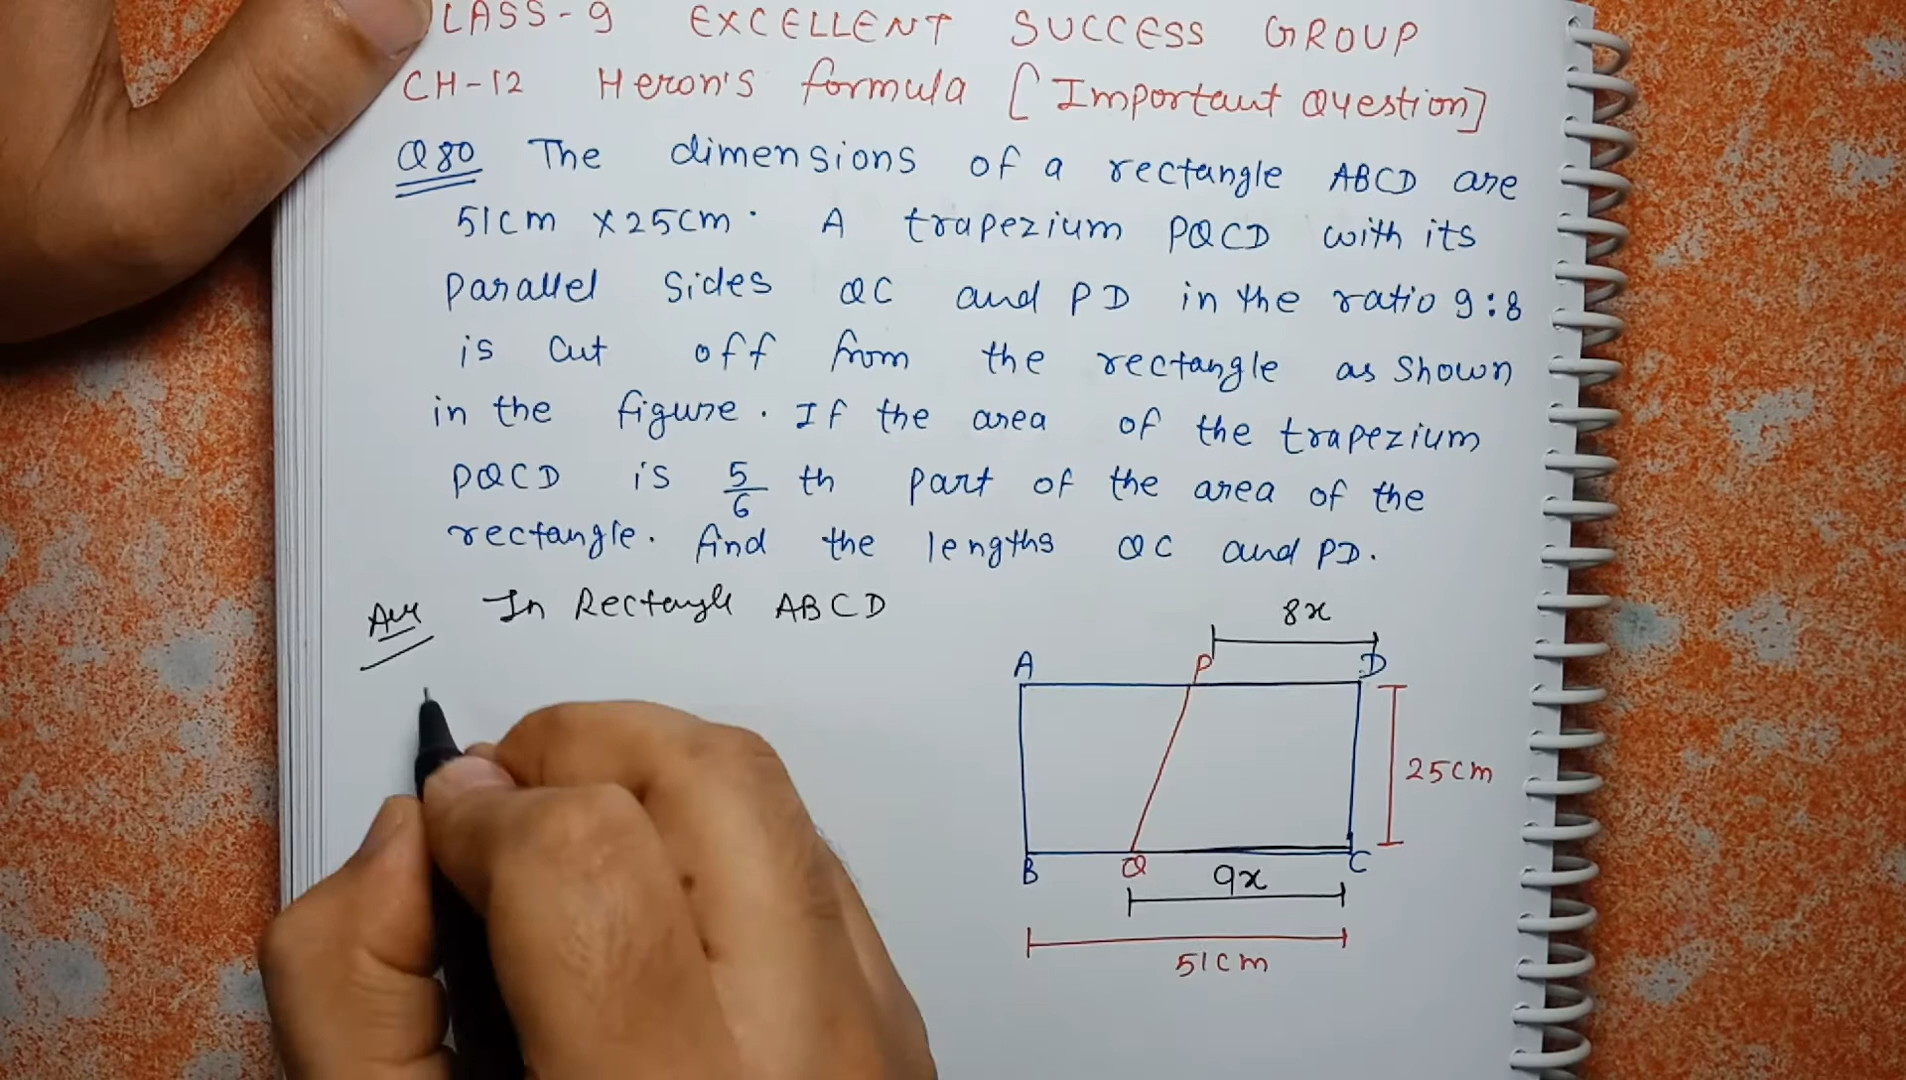 LASS-9 EXCELLENT SUCCESS GROUP
CH-12 Heron's formula [Important Question]
Q80 The dimensions of a rectangle ABCD are
51cm x 25cm. A trapezium PQCD with its
parallel sides QC and PD in the ratio 9:8
is cut off from the rectangle as shown
in the figure. If the area of the trapezium
PQCD is 5/6 th part of the area of the
rectangle. find the lengths QC and PD.
Ans In Rectangle ABCD
8x
A P D
25cm
B Q C
9x
51cm